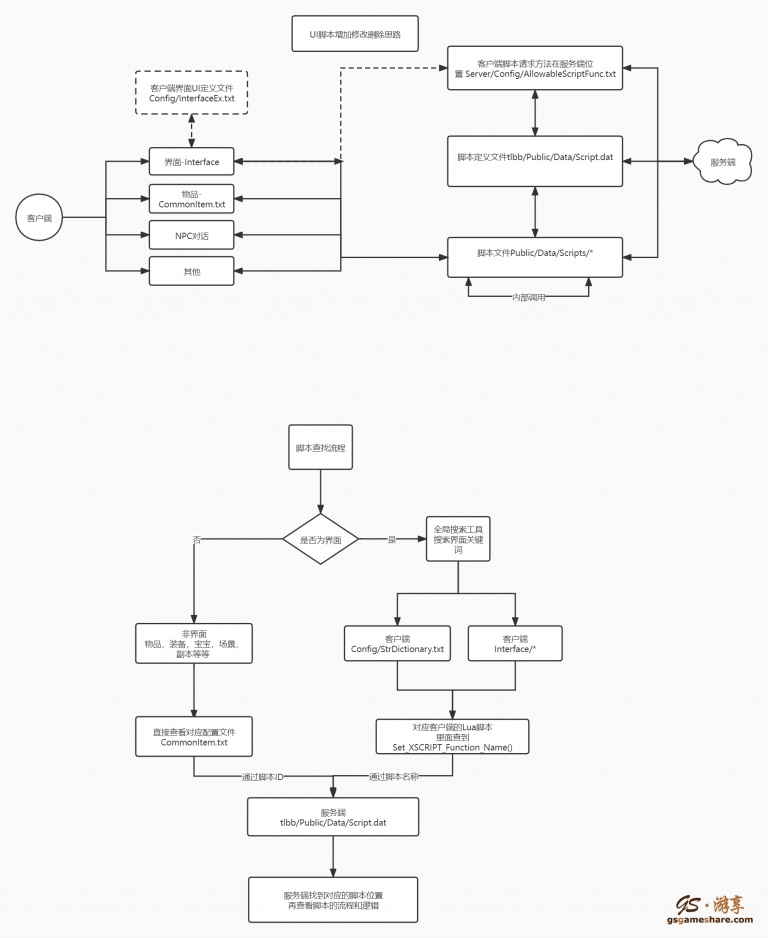 UI脚本增加修改删除思路
客户端脚本请求方法在服务端位
置 Server/Config/AllowableScriptFunc.txt
客户端界面UI定义文件
Config/InterfaceEx.txt
界面-Interface
脚本定义文件tlbb/Public/Data/Script.dat
服务端
物品-
CommonItem.txt
客户端
NPC对话
脚本文件Public/Data/Scripts/*
其他
内部调用
脚本查找流程
是否为界面
否
是
全局搜索工具
搜索界面关键
词
非界面
物品，装备，宝宝，场景，
副本等等
客户端
Config/StrDictionary.txt
客户端
Interface/*
直接查看对应配置文件
CommonItem.txt
对应客户端的Lua脚本
里面查到
Set_XSCRIPT_Function_Name()
通过脚本ID
通过脚本名称
服务端
tlbb/Public/Data/Script.dat
服务端找到对应的脚本位置
再查看脚本的流程和逻辑
GS·游享
gsgameshare.com